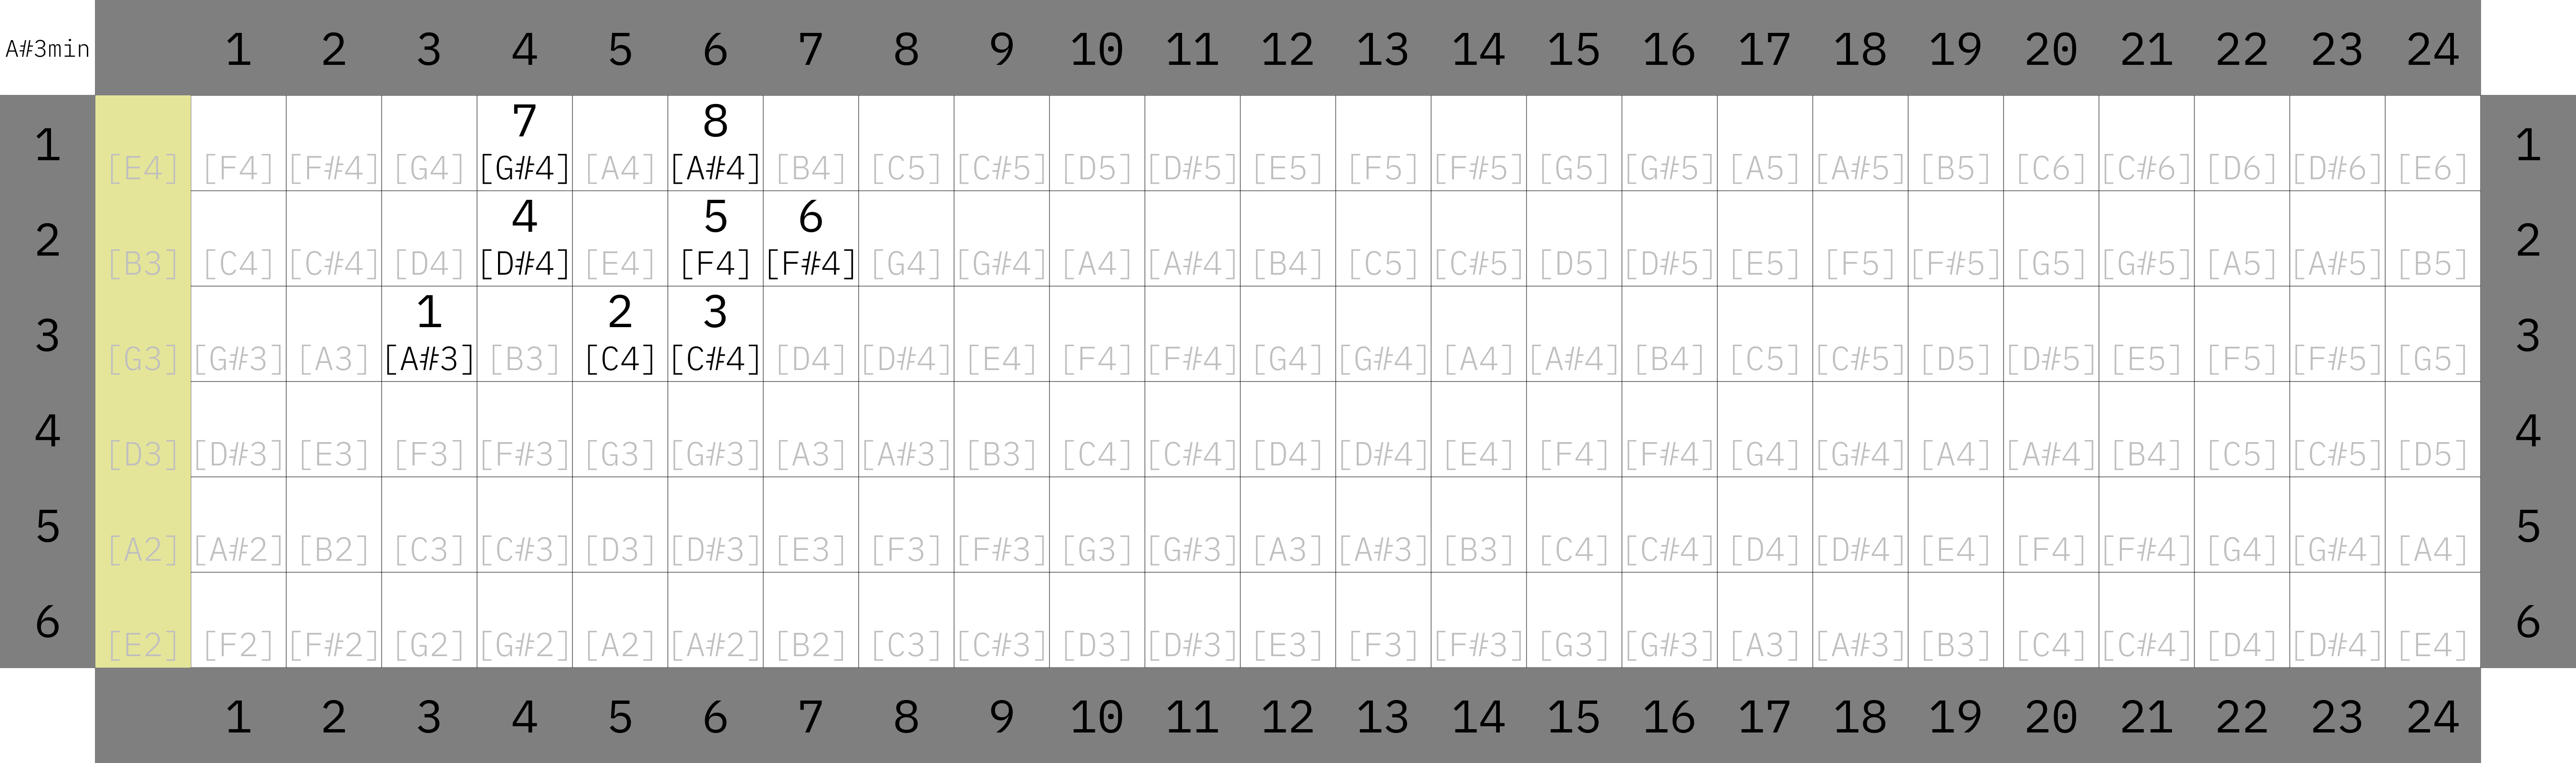 A#3min 1 2 3 4 5 6 7 8 9 10 11 12 13 14 15 16 17 18 19 20 21 22 23 24
7 8
1 [E4] [F4] [F#4] [G4] [G#4] [A4] [A#4] [B4] [C5] [C#5] [D5] [D#5] [E5] [F5] [F#5] [G5] [G#5] [A5] [A#5] [B5] [C6] [C#6] [D6] [D#6] [E6] 1
4 5 6
2 [B3] [C4] [C#4] [D4] [D#4] [E4] [F4] [F#4] [G4] [G#4] [A4] [A#4] [B4] [C5] [C#5] [D5] [D#5] [E5] [F5] [F#5] [G5] [G#5] [A5] [A#5] [B5] 2
1 2 3
3 [G3] [G#3] [A3] [A#3] [B3] [C4] [C#4] [D4] [D#4] [E4] [F4] [F#4] [G4] [G#4] [A4] [A#4] [B4] [C5] [C#5] [D5] [D#5] [E5] [F5] [F#5] [G5] 3
4 [D3] [D#3] [E3] [F3] [F#3] [G3] [G#3] [A3] [A#3] [B3] [C4] [C#4] [D4] [D#4] [E4] [F4] [F#4] [G4] [G#4] [A4] [A#4] [B4] [C5] [C#5] [D5] 4
5 [A2] [A#2] [B2] [C3] [C#3] [D3] [D#3] [E3] [F3] [F#3] [G3] [G#3] [A3] [A#3] [B3] [C4] [C#4] [D4] [D#4] [E4] [F4] [F#4] [G4] [G#4] [A4] 5
6 [E2] [F2] [F#2] [G2] [G#2] [A2] [A#2] [B2] [C3] [C#3] [D3] [D#3] [E3] [F3] [F#3] [G3] [G#3] [A3] [A#3] [B3] [C4] [C#4] [D4] [D#4] [E4] 6
1 2 3 4 5 6 7 8 9 10 11 12 13 14 15 16 17 18 19 20 21 22 23 24